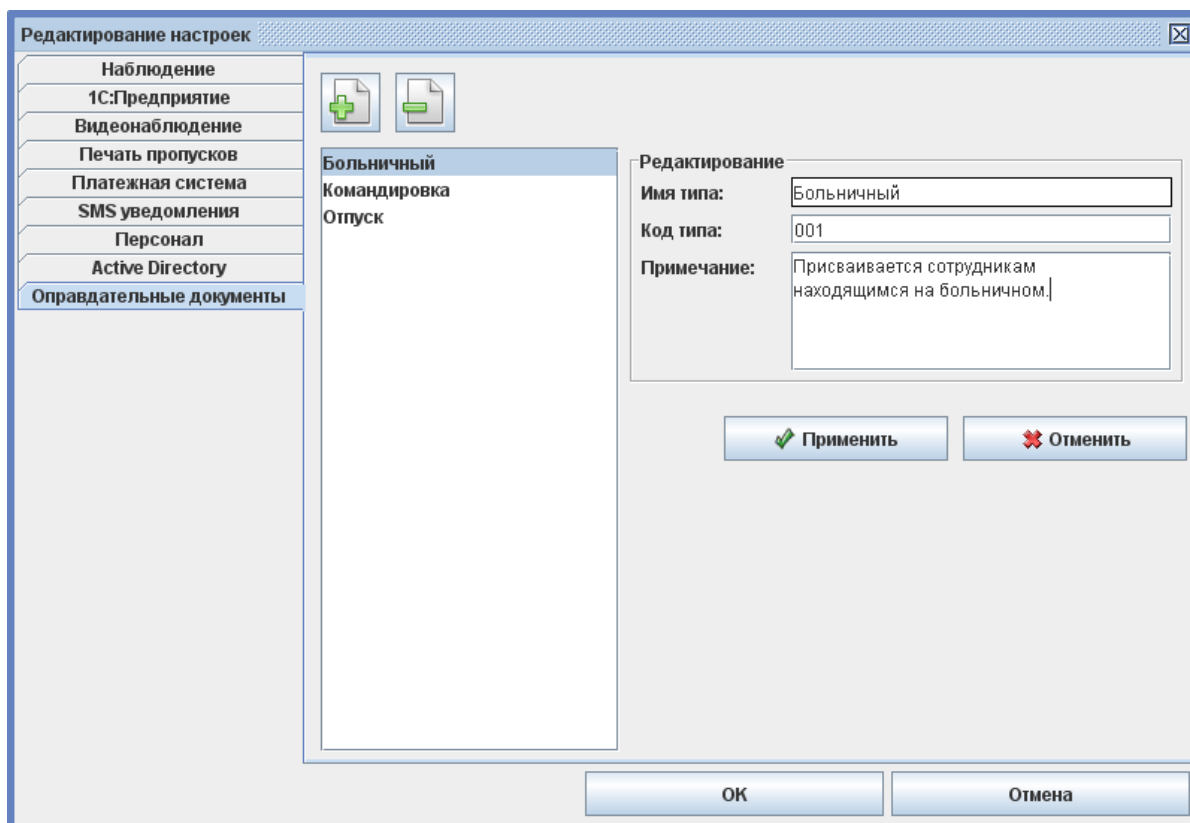 Редактирование настроек
Наблюдение
1С:Предприятие
Видеонаблюдение
Печать пропусков
Платежная система
SMS уведомления
Персонал
Active Directory
Оправдательные документы
Больничный
Командировка
Отпуск
Редактирование
Имя типа: Больничный
Код типа: 001
Примечание: Присваивается сотрудникам
находящимся на больничном.
Применить Отменить
ОК Отмена